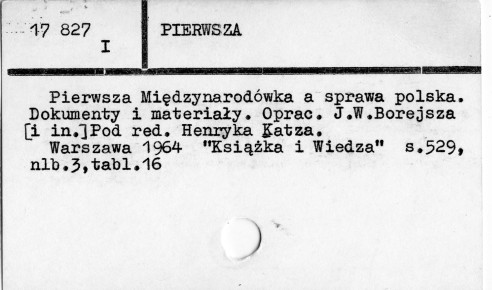 17 827 PIERWSZA
I
Pierwsza Międzynarodówka a sprawa polska.
Dokumenty i materiały. Oprac. J.W.Borejsza
[i in.]Pod red. Henryka Katza.
Warszawa 1964 "Książka i Wiedza" s.529,
nlb.3,tabl.16